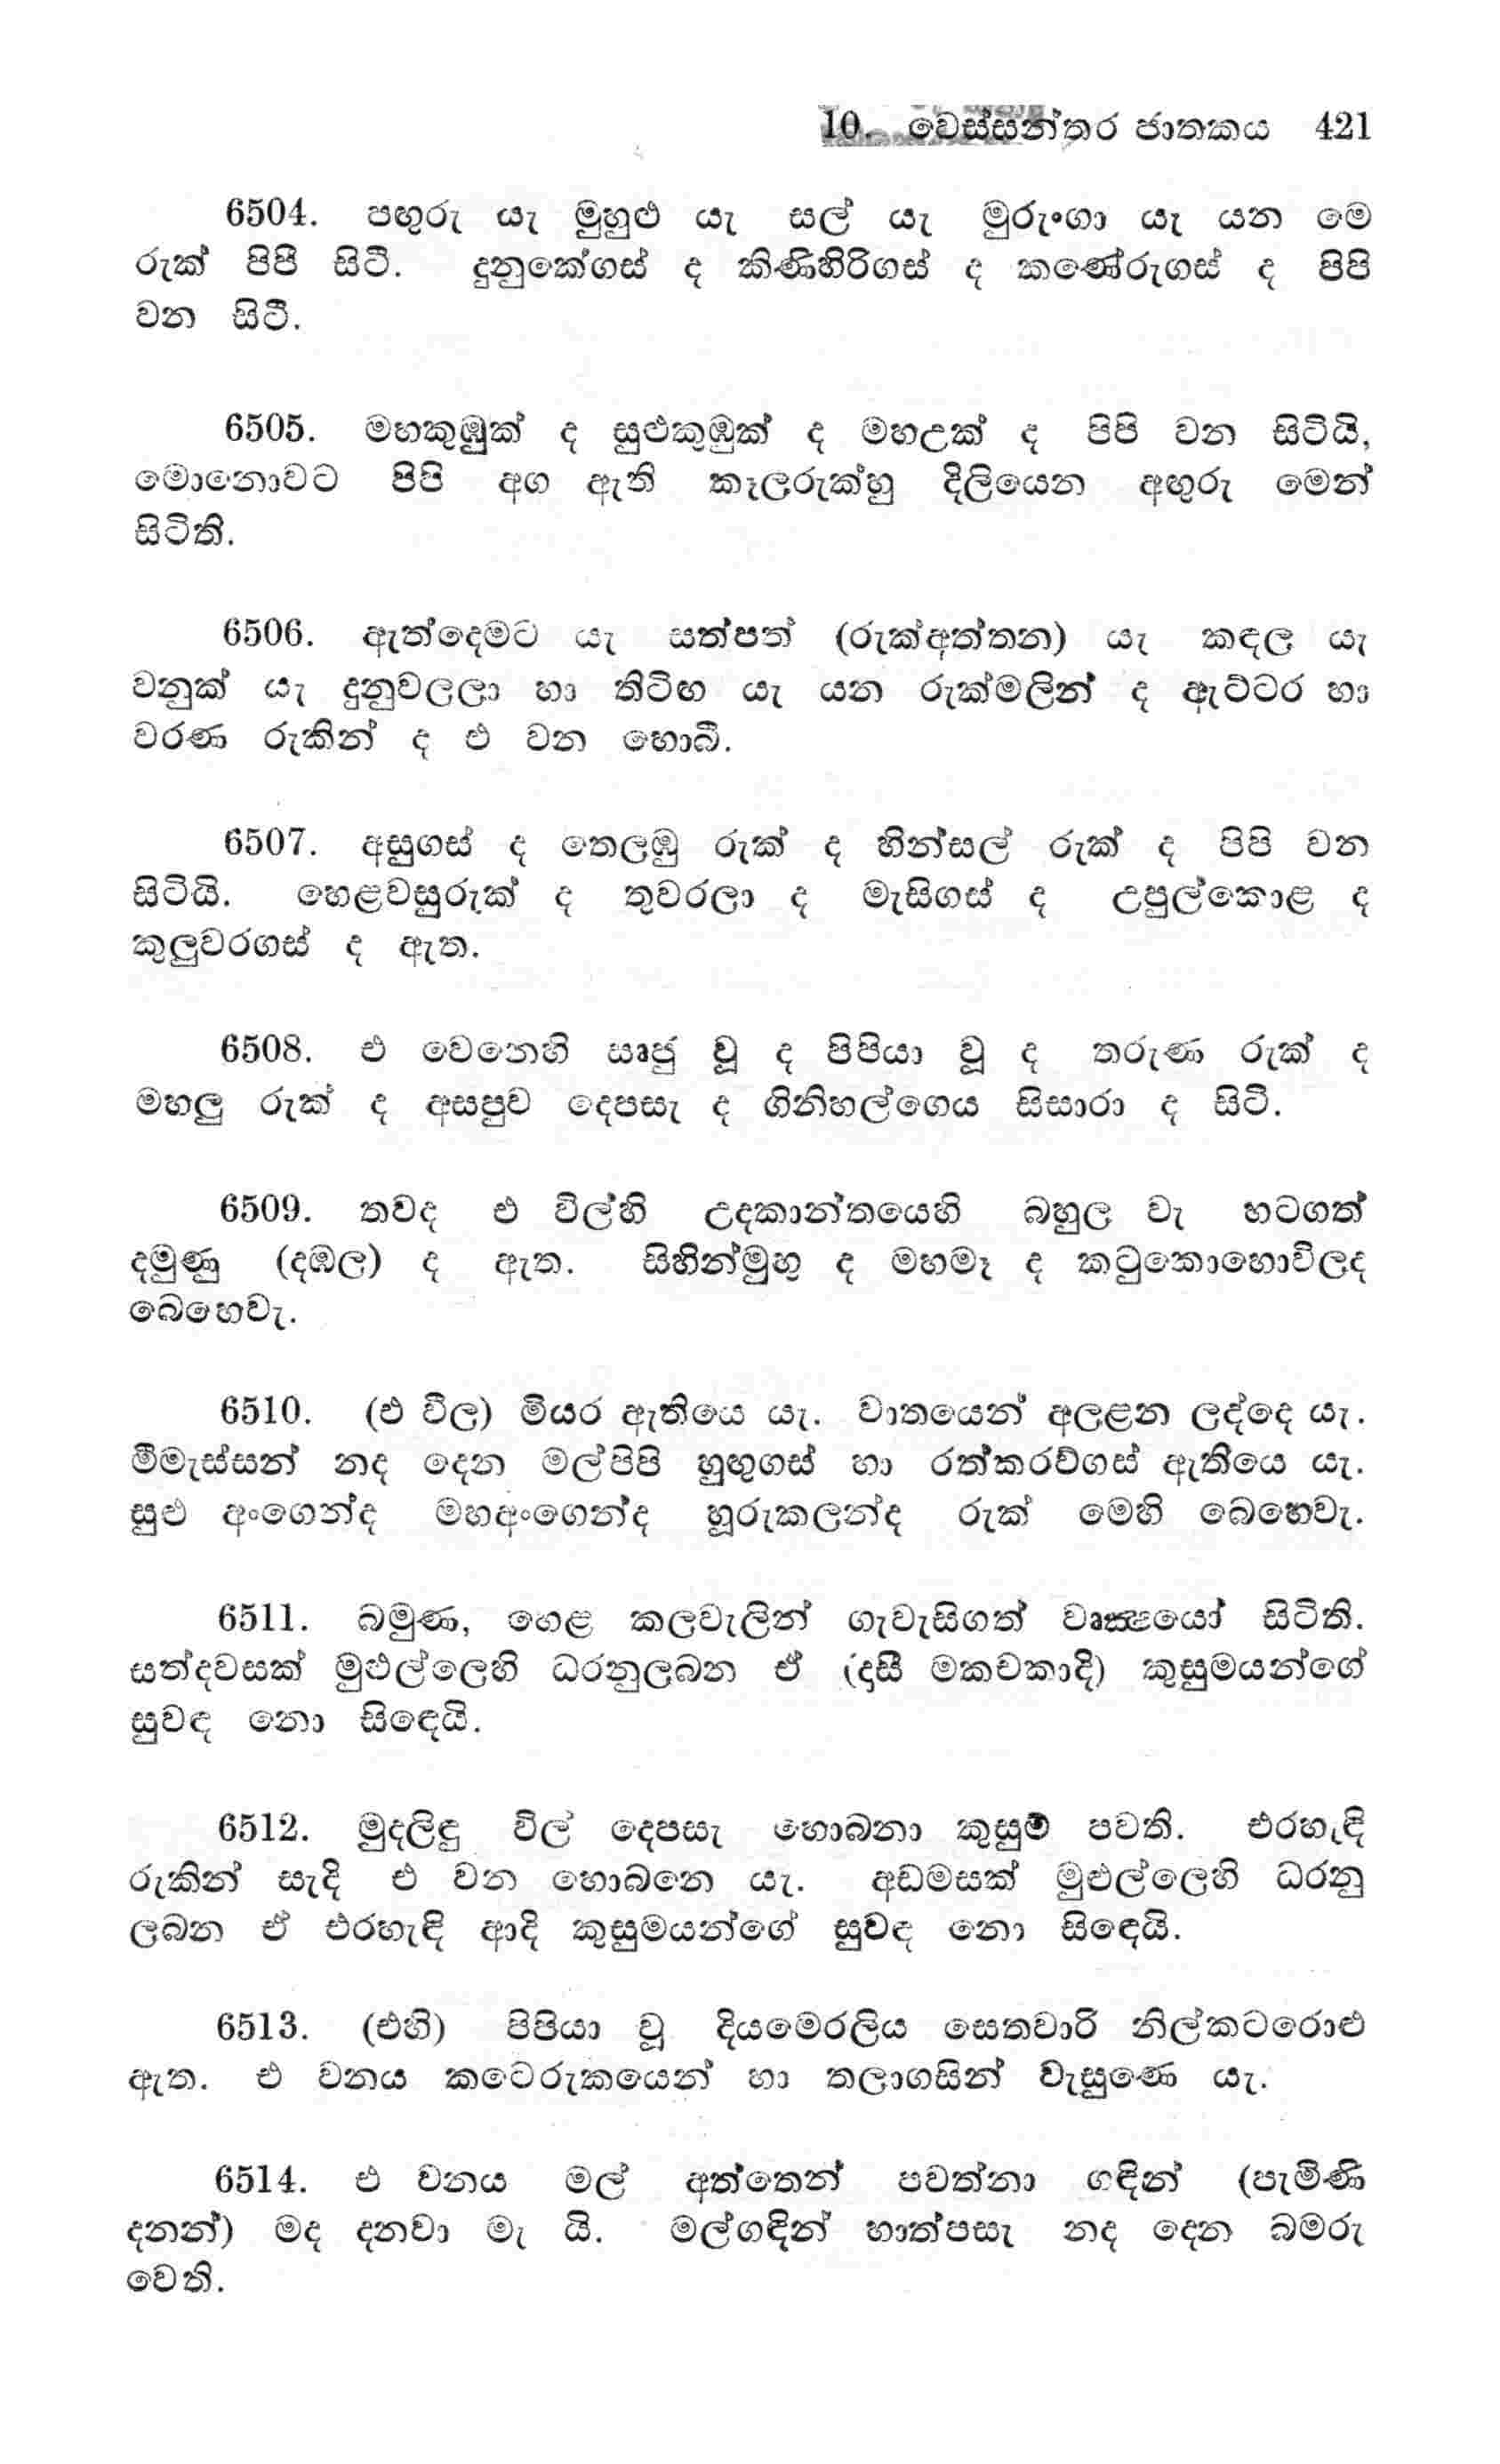 10. වෙස්සන්තර ජාතකය 421
6504. පඟුරු යැ මුහුළු යැ සල් යැ මුරුංගා යැ යන මෙ
රුක් පිපී සිටී. දුනුකේගස් ද කිණිහිරිගස් ද කණේරුගස් ද පිපි
වන සිටී.
6505. මහකුඹුක් ද සුළුකුඹුක් ද මහඋක් ද පිපි වන සිටියි,
මොනොවට පිපි අග ඇති කෑලරුක්හු දිලියෙන අඟුරු මෙන්
සිටිති.
6506. ඇත්දෙමට යැ සත්පත් (රුක්අත්තන) යැ කඳල යැ
වනුක් යැ දුනුවලලා හා තිටිඟ යැ යන රුක්මලින් ද ඇට්ටර හා
වරණ රුකින් ද එ වන හොබී.
6507. අසුගස් ද තෙලඹු රුක් ද හීන්සල් රුක් ද පිපි වන
සිටියි. හෙළවසුරුක් ද තුවරලා ද මැසිගස් ද උපුල්කොළ ද
කුලුවරගස් ද ඇත.
6508. එ වෙනෙහි ඍජු වූ ද පිපියා වූ ද තරුණ රුක් ද
මහලු රුක් ද අසපුව දෙපසැ ද ගිනිහල්ගෙය සිසාරා ද සිටි.
6509. තවද එ විල්හි උදකාන්තයෙහි බහුල වැ හටගත්
දමුණු (දඹල) ද ඇත. සිහින්මුහු ද මහමෑ ද කටුකොහොවිලද
බෙහෙවැ.
6510. (එ විල) මියර ඇතියෙ යැ. වාතයෙන් අලළන ලද්දෙ යැ.
මීමැස්සන් නද දෙන මල්පිපි හුඟුගස් හා රත්කරව්ගස් ඇතියෙ යැ.
සුළු අංගෙන්ද මහඅංගෙන්ද හූරුකලන්ද රුක් මෙහි බෙහෙවැ.
6511. බමුණ, හෙළ කලවැලින් ගැවැසිගත් වෘක්‍ෂයෝ සිටිති.
සත්දවසක් මුළුල්ලෙහි ධරනුලබන ඒ (දාසී මකචකාදි) කුසුමයන්ගේ
සුවඳ නො සිඳෙයි.
6512. මුදලිඳු විල් දෙපසැ හොබනා කුසුම් පවති. එරහැඳි
රුකින් සැදි එ වන හොබනෙ යැ. අඩමසක් මුළුල්ලෙහි ධරනු
ලබන ඒ එරහැඳි ආදි කුසුමයන්ගේ සුවඳ නො සිඳෙයි.
6513. (එහි) පිපියා වූ දියමෙරලිය සෙතවාරි නිල්කටරොළු
ඇත. එ වනය කටෙරුකයෙන් හා තලාගසින් වැසුණෙ යැ.
6514. එ වනය මල් අත්තෙන් පවත්නා ගඳින් (පැමිණි
දනන්) මද දනවා මැ යි. මල්ගඳින් හාත්පසැ නද දෙන බමරු
වෙති.